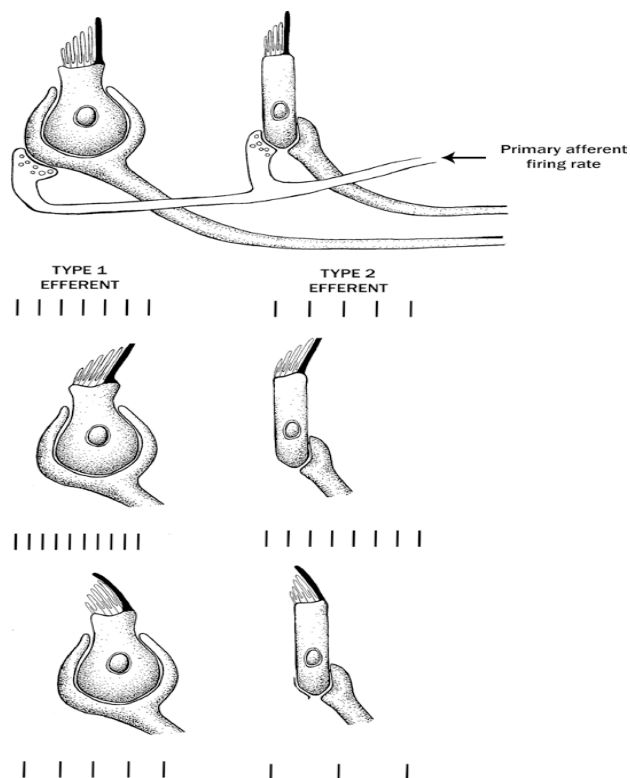 Primary afferent
firing rate
TYPE 1
EFFERENT
TYPE 2
EFFERENT